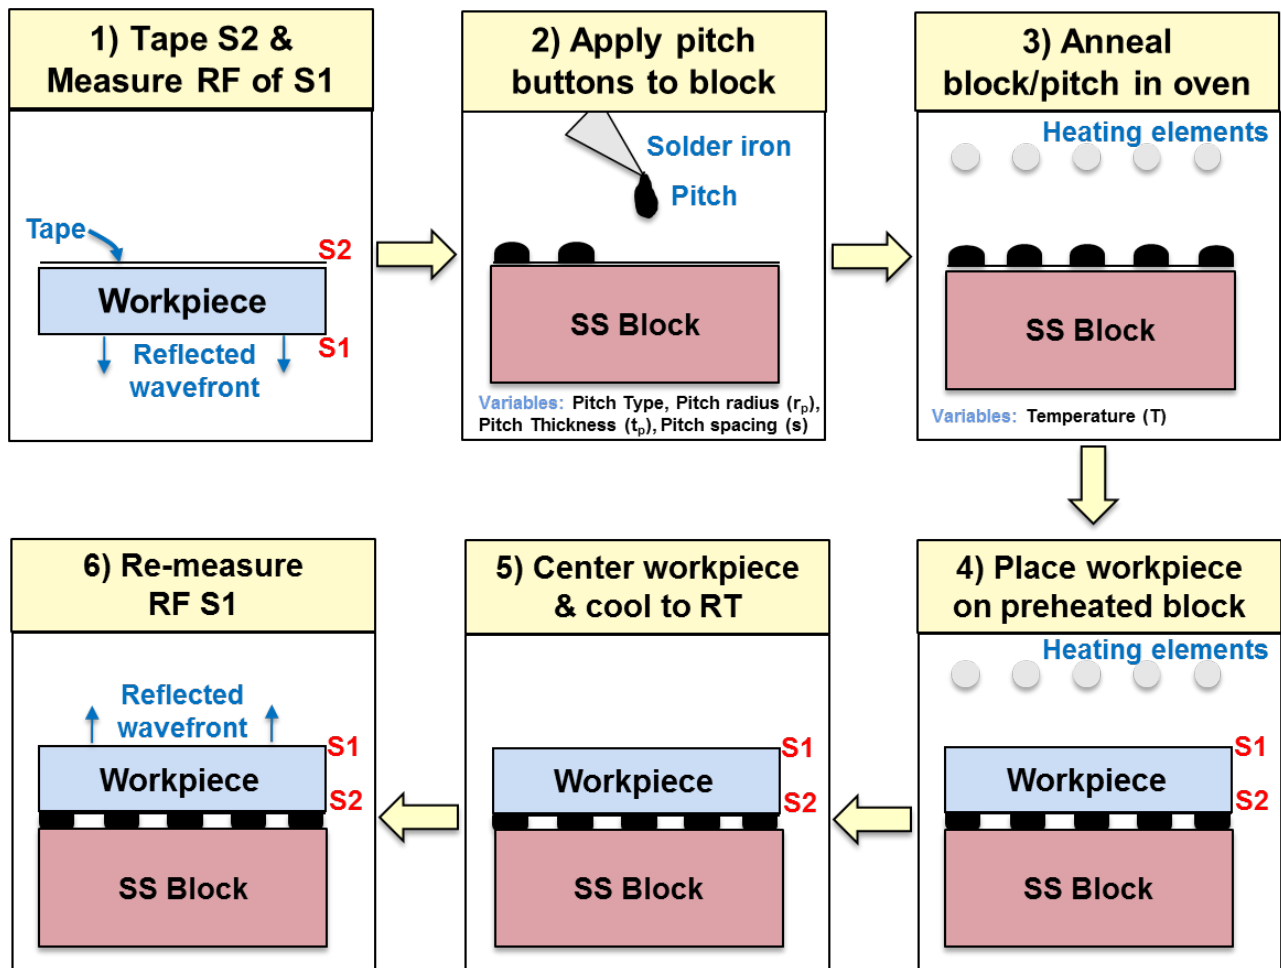 1) Tape S2 &
Measure RF of S1
Tape
S2
Workpiece
S1
Reflected
wavefront
2) Apply pitch
buttons to block
Solder iron
Pitch
SS Block
Variables: Pitch Type, Pitch radius (rₚ),
Pitch Thickness (tₚ), Pitch spacing (s)
3) Anneal
block/pitch in oven
Heating elements
SS Block
Variables: Temperature (T)
4) Place workpiece
on preheated block
Heating elements
S1
Workpiece
S2
SS Block
5) Center workpiece
& cool to RT
S1
Workpiece
S2
SS Block
6) Re-measure
RF S1
Reflected
wavefront
S1
Workpiece
S2
SS Block